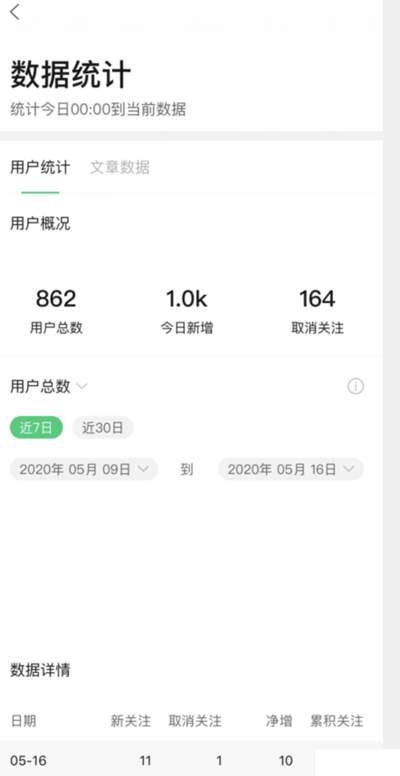 数据统计
统计今日00:00到当前数据
用户统计 文章数据
用户概况
862 1.0k 164
用户总数 今日新增 取消关注
用户总数
近7日 近30日
2020年 05月 09日 到 2020年 05月 16日
数据详情
日期 新关注 取消关注 净增 累积关注
05-16 11 1 10